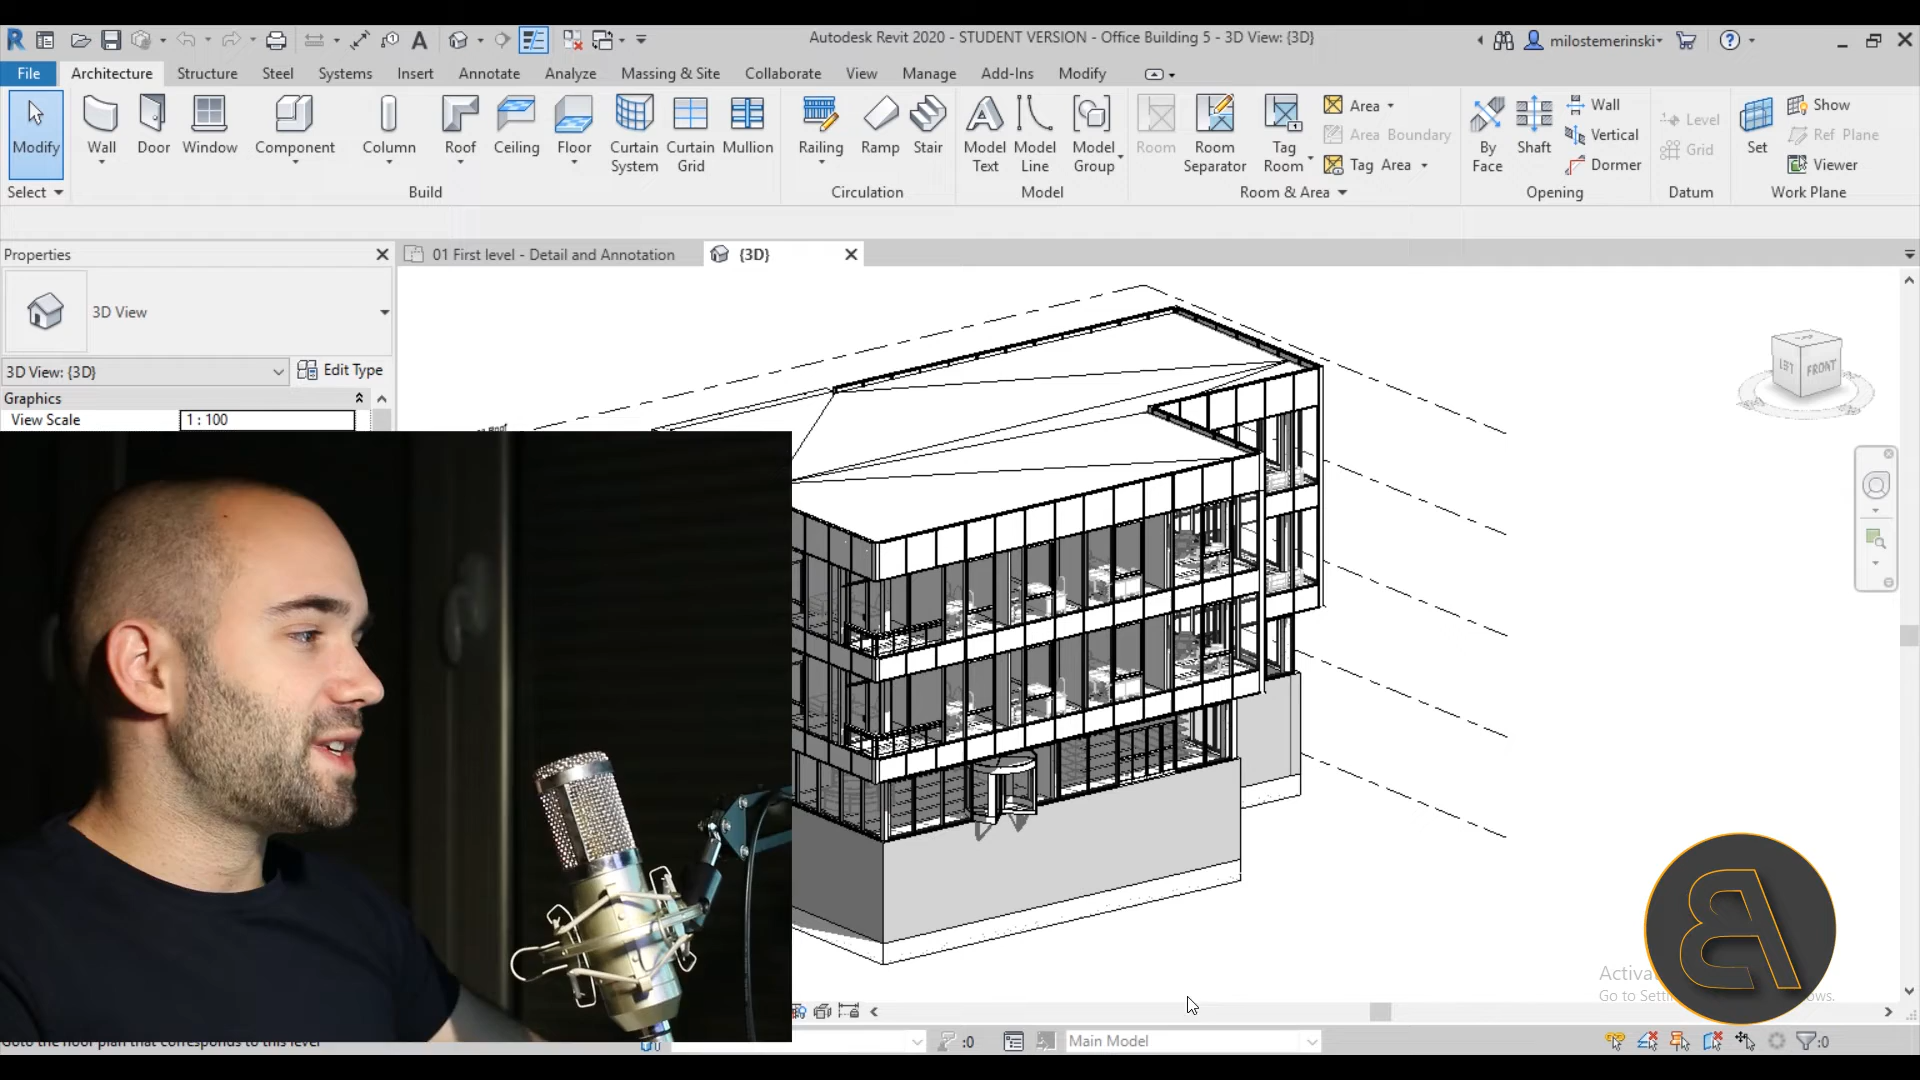 Autodesk Revit 2020 - STUDENT VERSION - Office Building 5 - 3D View: {3D}
milostemerinski
File Architecture Structure Steel Systems Insert Annotate Analyze Massing & Site Collaborate View Manage Add-Ins Modify
Modify
Wall
Door
Window
Component
Column
Roof
Ceiling
Floor
Curtain System
Curtain Grid
Mullion
Railing
Ramp
Stair
Model Text
Model Line
Model Group
Room
Room Separator
Tag Room
Area
Area Boundary
Tag Area
By Face
Shaft
Wall
Vertical
Dormer
Level
Grid
Set
Show
Ref Plane
Viewer
Select
Build
Circulation
Model
Room & Area
Opening
Datum
Work Plane
Properties
01 First level - Detail and Annotation
{3D}
3D View
3D View: {3D}
Edit Type
Graphics
View Scale
1 : 100
FRONT
Activa
Go to Setti
ws.
:0
Main Model
:0